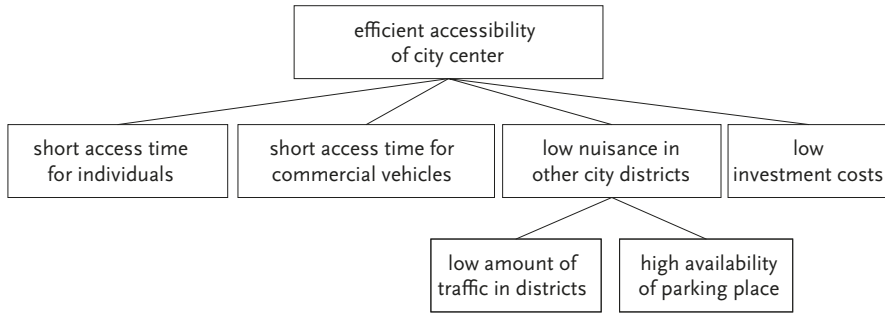 efficient accessibility
of city center
short access time
for individuals
short access time for
commercial vehicles
low nuisance in
other city districts
low
investment costs
low amount of
traffic in districts
high availability
of parking place